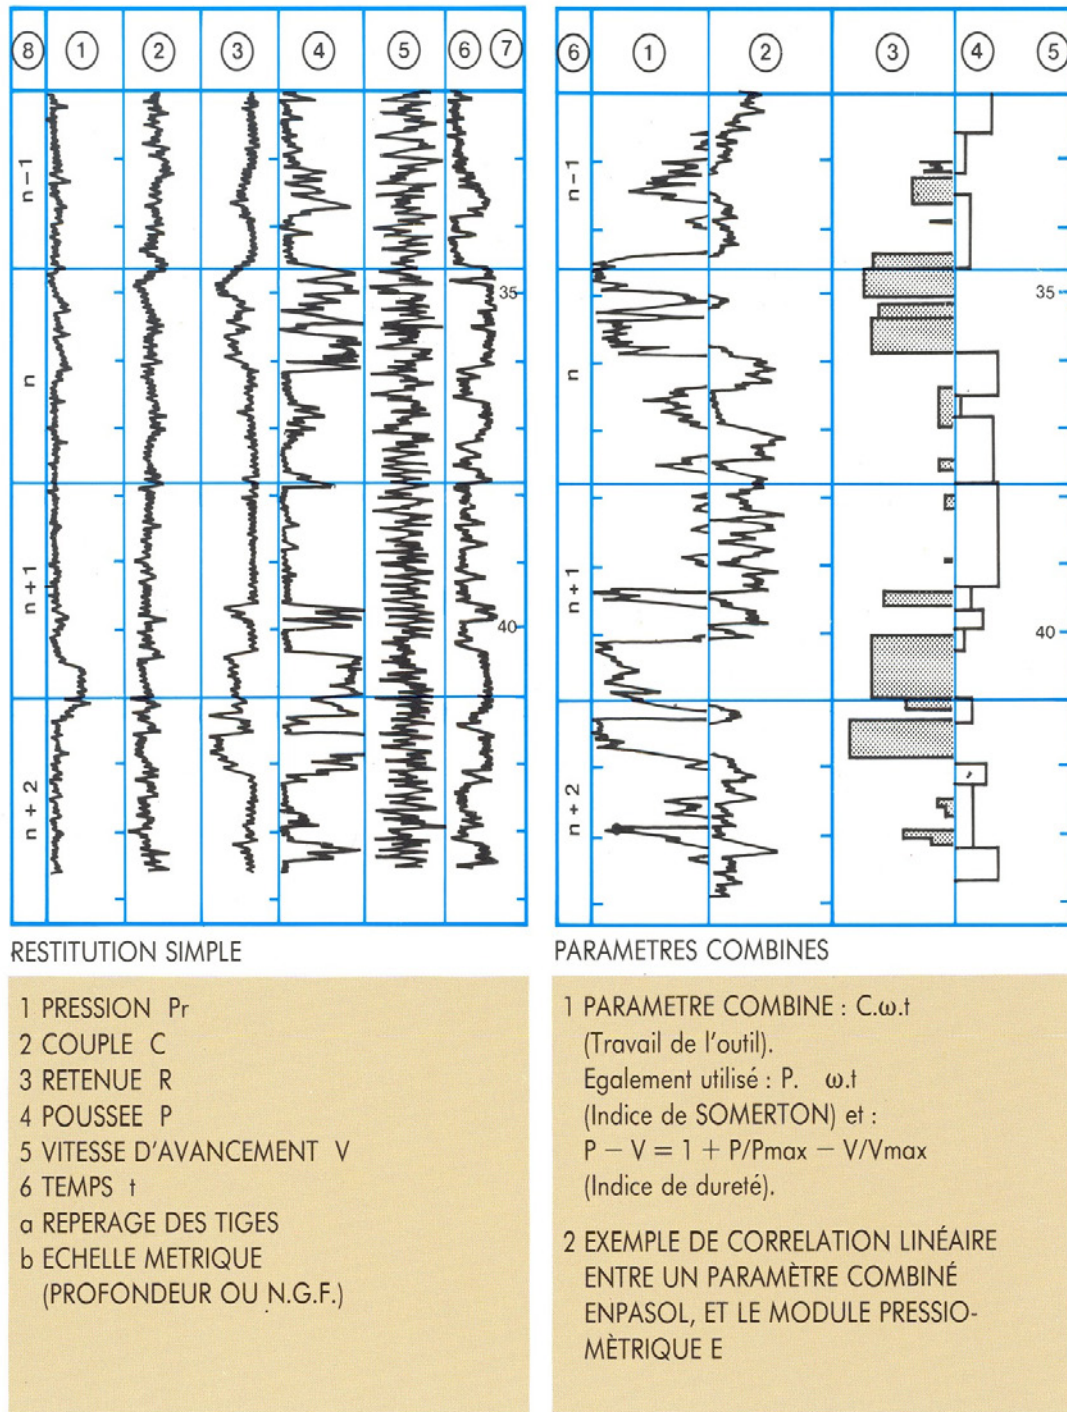 8 1 2 3 4 5 6 7
n-1
n
n+1
n+2
35
40
6 1 2 3 4 5
n-1
n
n+1
n+2
35
40
RESTITUTION SIMPLE
1 PRESSION Pr
2 COUPLE C
3 RETENUE R
4 POUSSEE P
5 VITESSE D'AVANCEMENT V
6 TEMPS t
a REPERAGE DES TIGES
b ECHELLE METRIQUE
(PROFONDEUR OU N.G.F.)
PARAMETRES COMBINES
1 PARAMETRE COMBINE : C.ω.t
(Travail de l'outil).
Egalement utilisé : P. ω.t
(Indice de SOMERTON) et :
P − V = 1 + P/Pmax − V/Vmax
(Indice de dureté).
2 EXEMPLE DE CORRELATION LINÉAIRE
ENTRE UN PARAMÈTRE COMBINÉ
ENPASOL, ET LE MODULE PRESSIO-
MÈTRIQUE E